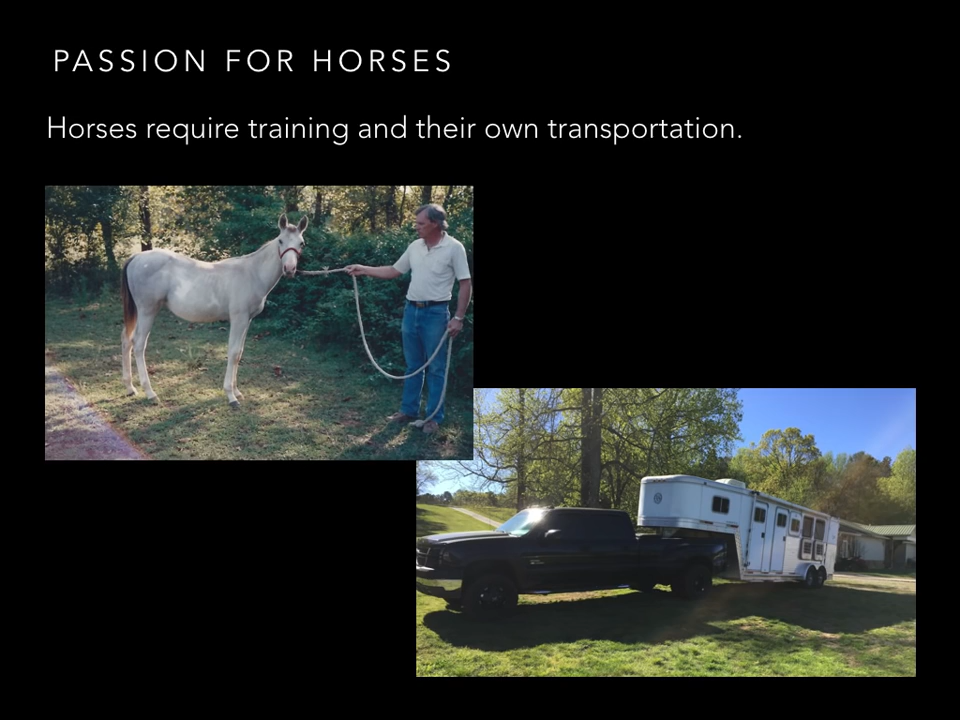 PASSION FOR HORSES
Horses require training and their own transportation.